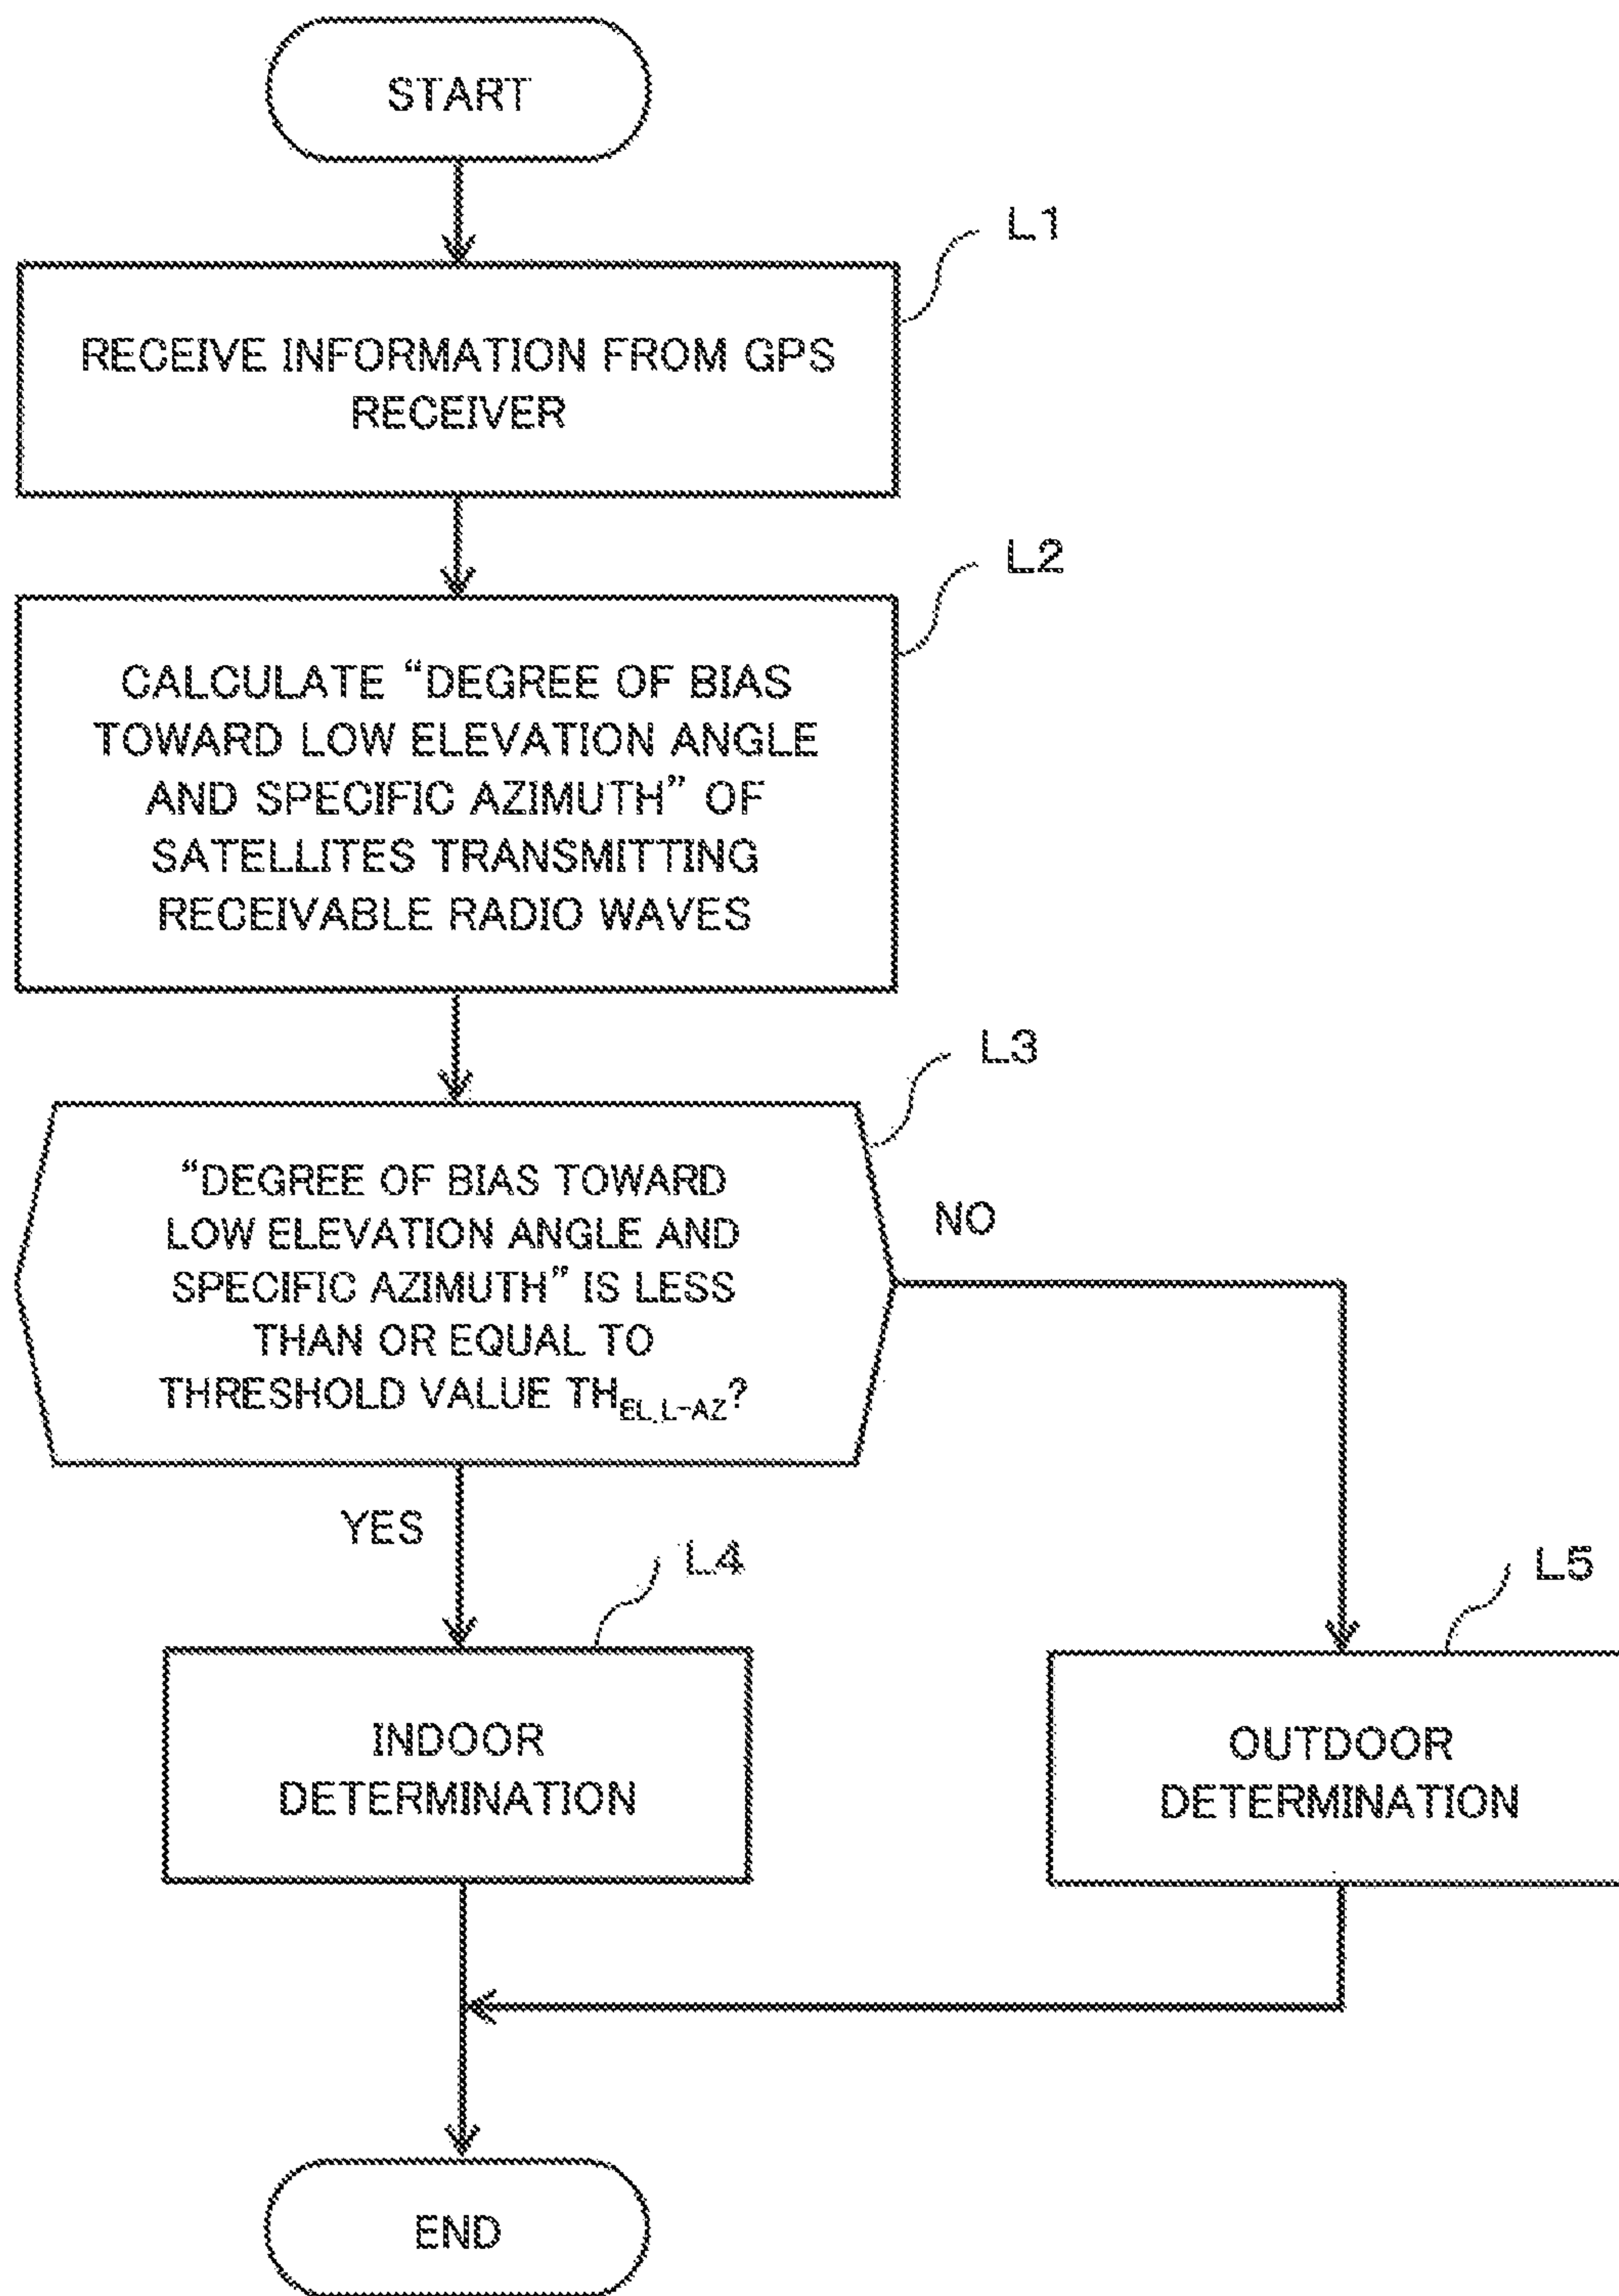 START
L1
RECEIVE INFORMATION FROM GPS
RECEIVER
L2
CALCULATE “DEGREE OF BIAS
TOWARD LOW ELEVATION ANGLE
AND SPECIFIC AZIMUTH” OF
SATELLITES TRANSMITTING
RECEIVABLE RADIO WAVES
L3
“DEGREE OF BIAS TOWARD
LOW ELEVATION ANGLE AND
SPECIFIC AZIMUTH” IS LESS
THAN OR EQUAL TO
THRESHOLD VALUE TH_EL.L-AZ?
NO
YES
L4
L5
INDOOR
DETERMINATION
OUTDOOR
DETERMINATION
END